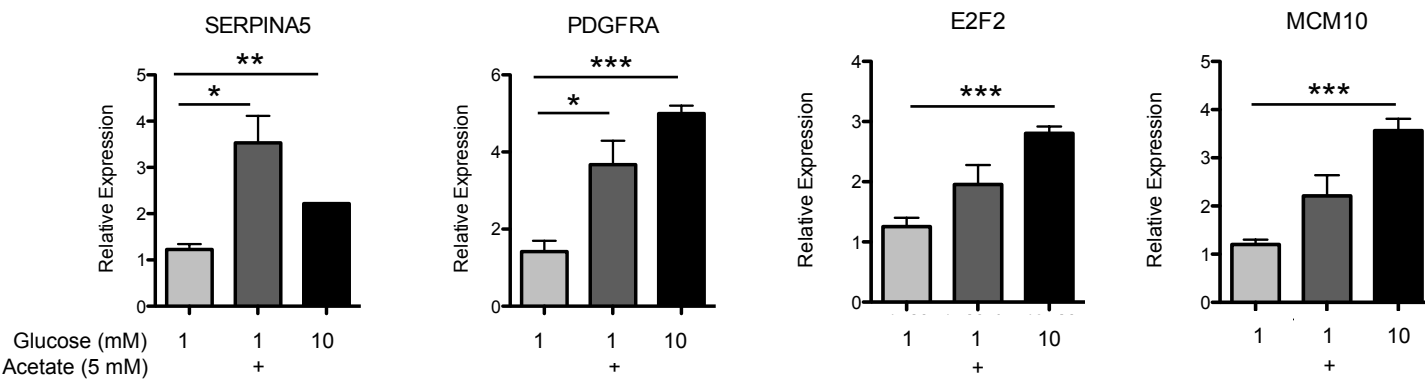 SERPINA5
**
*
5
4
3
2
1
0
Relative Expression
PDGFRA
***
*
6
4
2
0
Relative Expression
E2F2
***
4
3
2
1
0
Relative Expression
MCM10
***
5
4
3
2
1
0
Relative Expression
Glucose (mM) 1 1 10 1 1 10 1 1 10 1 1 10
Acetate (5 mM) + + + +